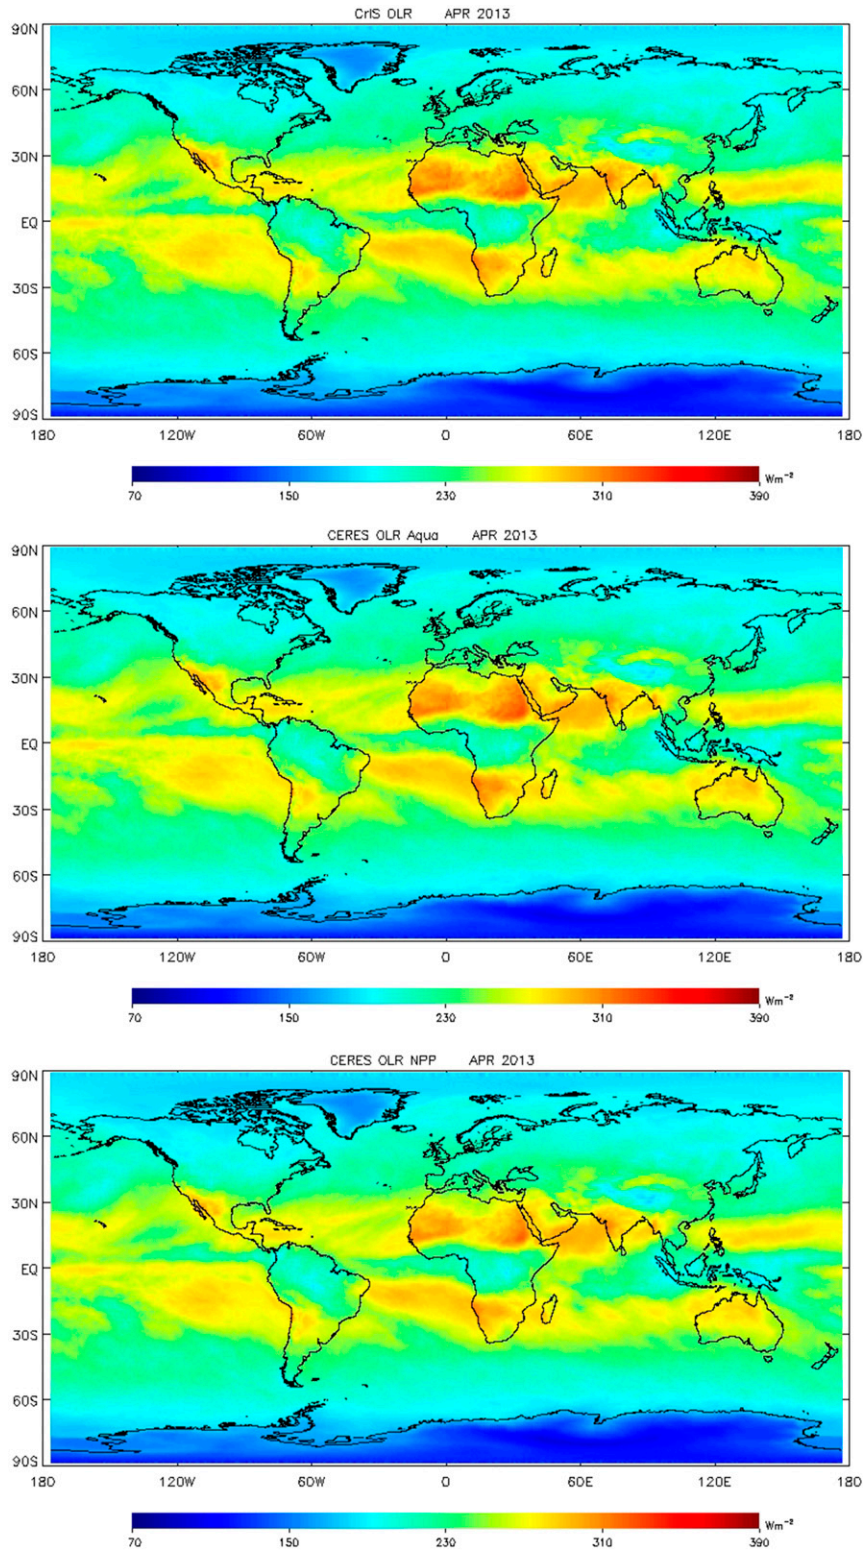 CrIS OLR APR 2013
90N
60N
30N
EQ
30S
60S
90S
180 120W 60W 0 60E 120E 180
70 150 230 310 390 Wm⁻²
CERES OLR Aqua APR 2013
90N
60N
30N
EQ
30S
60S
90S
180 120W 60W 0 60E 120E 180
70 150 230 310 390 Wm⁻²
CERES OLR NPP APR 2013
90N
60N
30N
EQ
30S
60S
90S
180 120W 60W 0 60E 120E 180
70 150 230 310 390 Wm⁻²